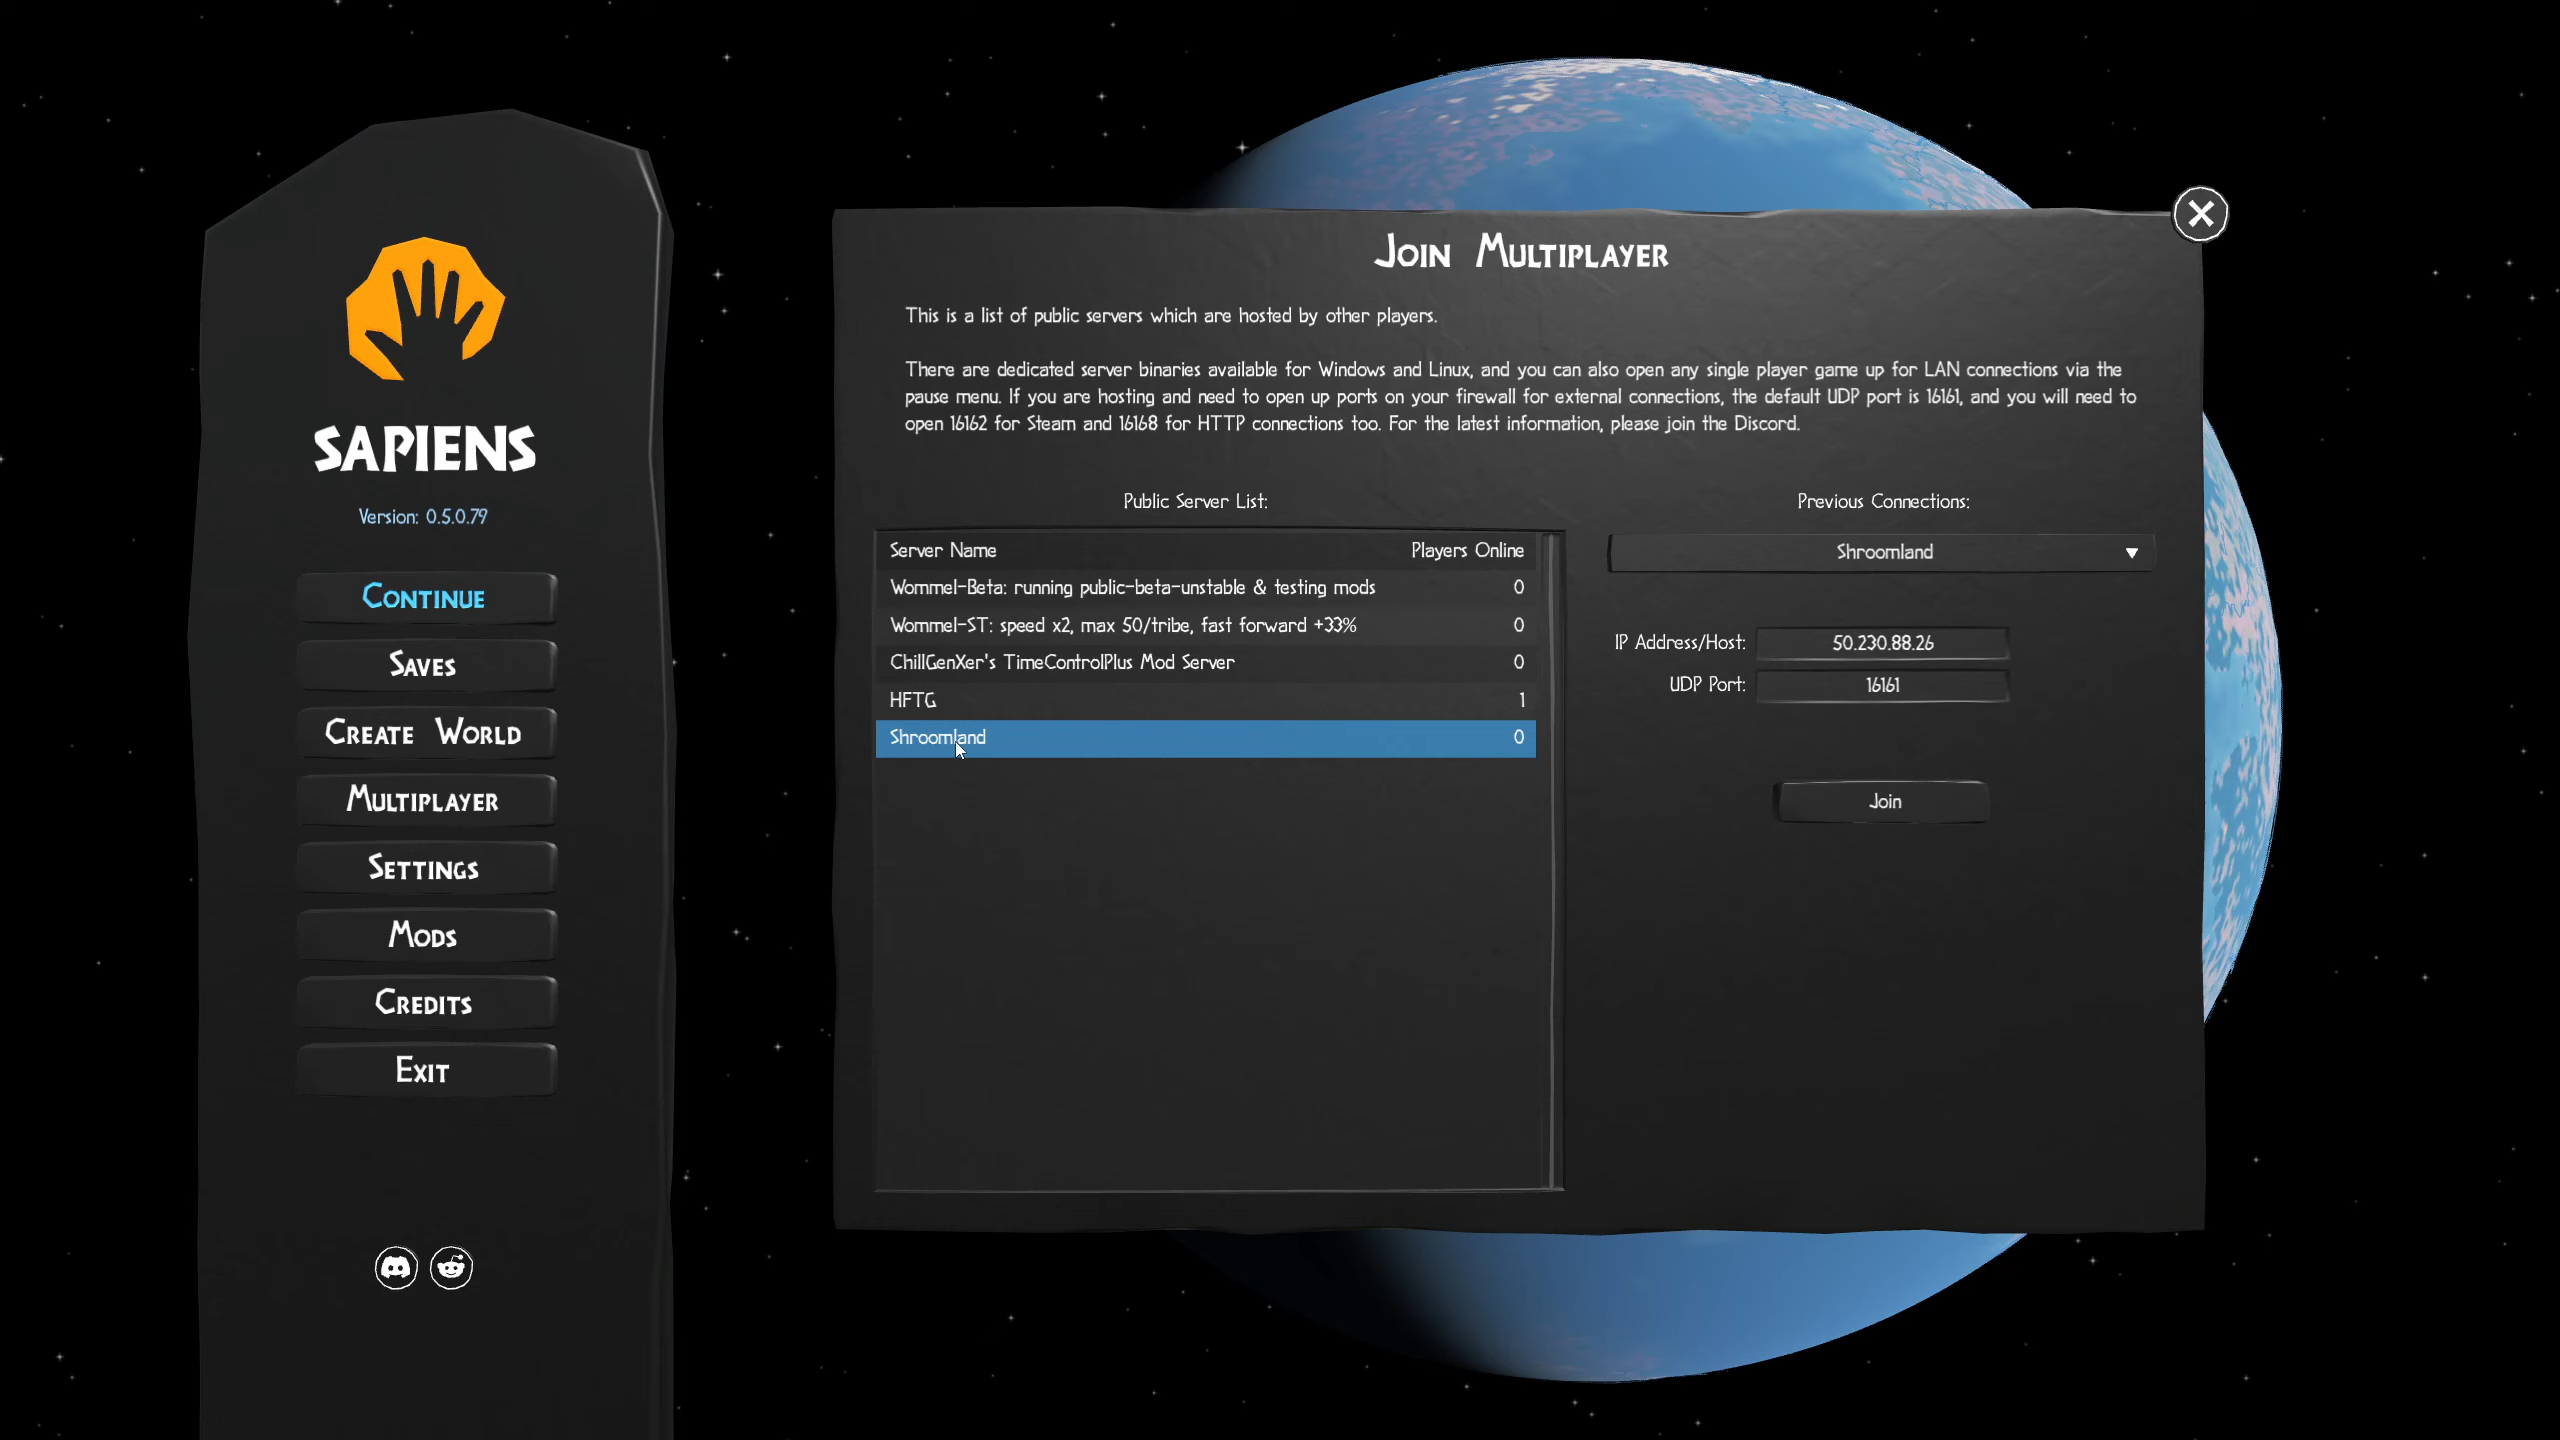 SAPIENS
Version: 0.5.0.79
CONTINUE
SAVES
CREATE WORLD
MULTIPLAYER
SETTINGS
MODS
CREDITS
EXIT
JOIN MULTIPLAYER
This is a list of public servers which are hosted by other players.
There are dedicated server binaries available for Windows and Linux, and you can also open any single player game up for LAN connections via the
pause menu. If you are hosting and need to open up ports on your firewall for external connections, the default UDP port is 16161, and you will need to
open 16162 for Steam and 16168 for HTTP connections too. For the latest information, please join the Discord.
Public Server List:
Server Name Players Online
Wommel-Beta: running public-beta-unstable & testing mods 0
Wommel-ST: speed x2, max 50/tribe, fast forward +33% 0
ChillGenXer's TimeControlPlus Mod Server 0
HFTG 1
Shroomland 0
Previous Connections:
Shroomland
IP Address/Host: 50.230.88.26
UDP Port: 16161
Join